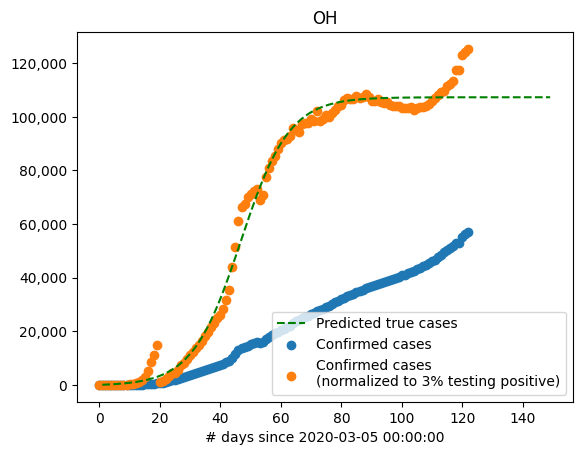 OH
120,000
100,000
80,000
60,000
40,000
20,000
0
Predicted true cases
Confirmed cases
Confirmed cases
(normalized to 3% testing positive)
0 20 40 60 80 100 120 140
# days since 2020-03-05 00:00:00